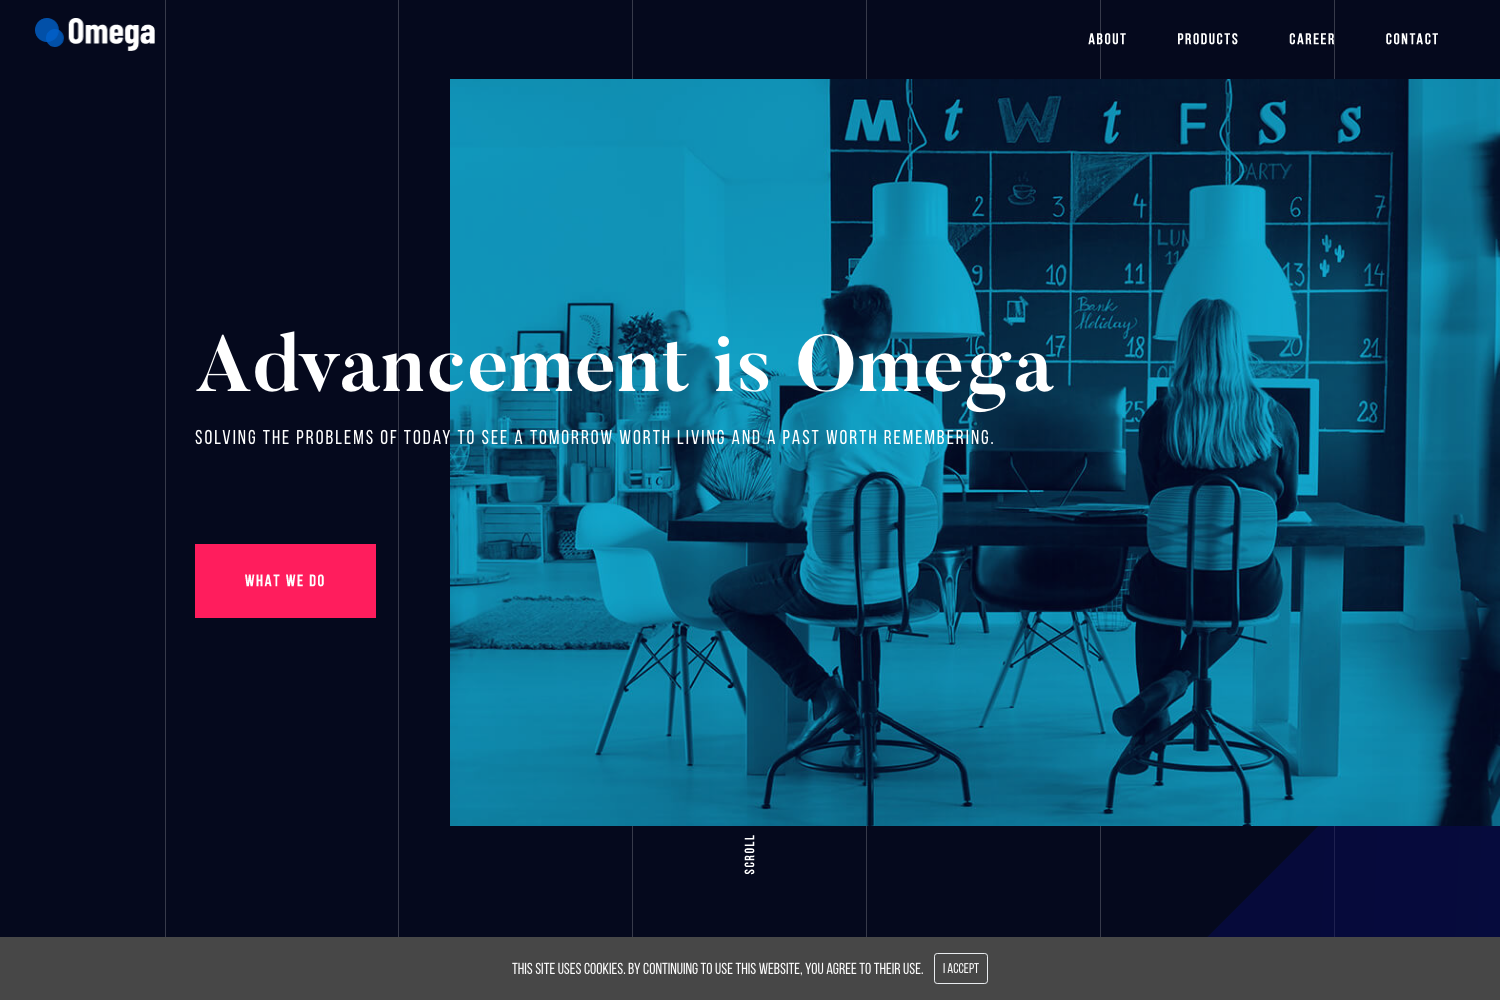 Omega
ABOUT PRODUCTS CAREER CONTACT
M t W t F S s
PARTY
2 3 4 6 7
LUN
11
9 10 11 13 14
Bank
Holiday
15 16 17 18 20 21
Advancement is Omega
25 28
SOLVING THE PROBLEMS OF TODAY TO SEE A TOMORROW WORTH LIVING AND A PAST WORTH REMEMBERING.
WHAT WE DO
SCROLL
THIS SITE USES COOKIES. BY CONTINUING TO USE THIS WEBSITE, YOU AGREE TO THEIR USE. I ACCEPT